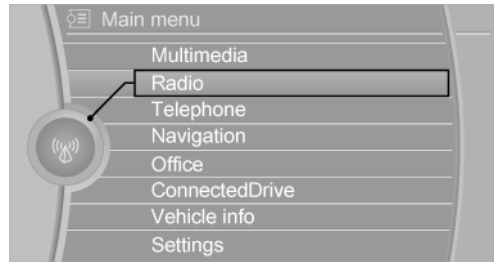 Main menu
Multimedia
Radio
Telephone
Navigation
Office
ConnectedDrive
Vehicle info
Settings